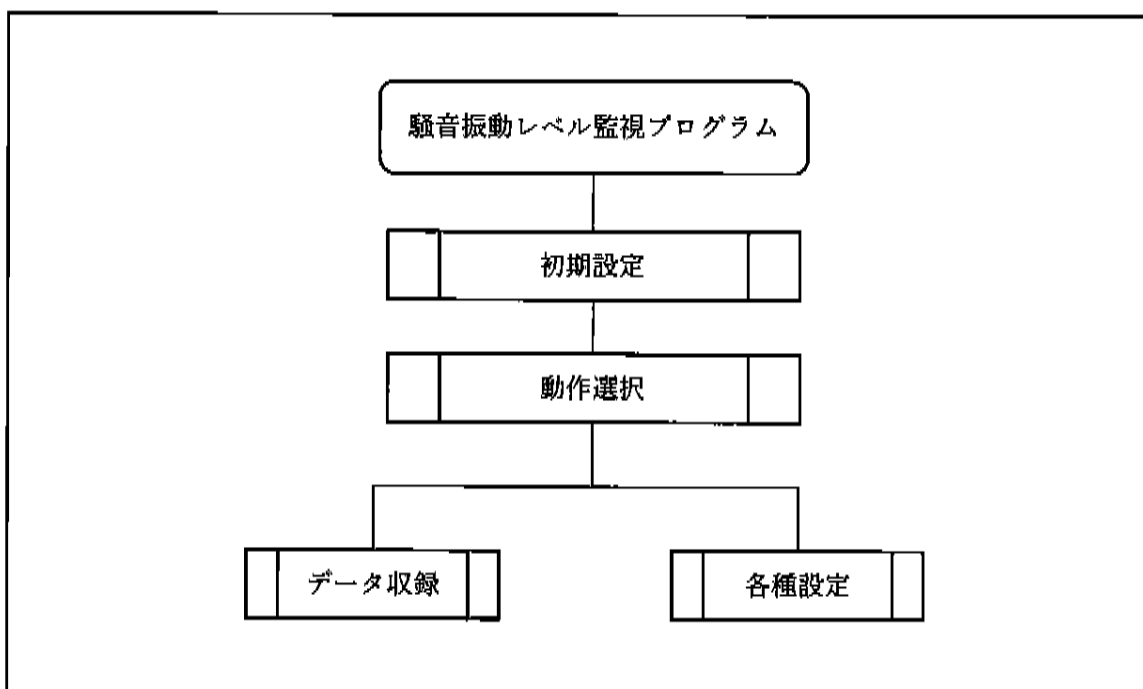 騒音振動レベル監視プログラム
初期設定
動作選択
データ収録
各種設定